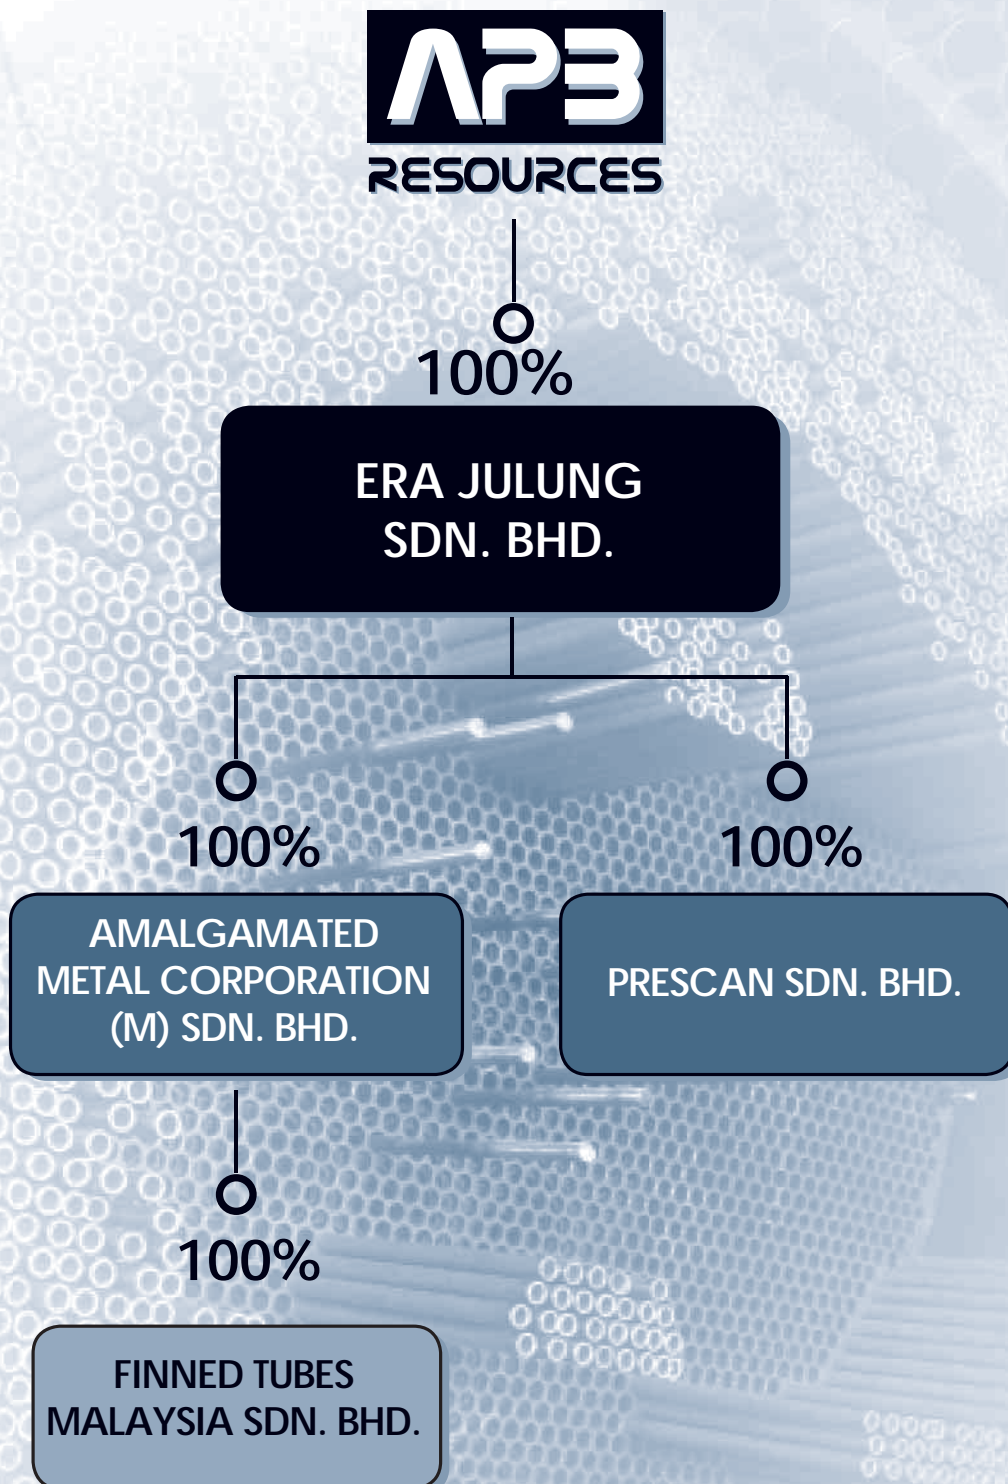 APB
RESOURCES
100%
ERA JULUNG
SDN. BHD.
100%
100%
AMALGAMATED
METAL CORPORATION
(M) SDN. BHD.
PRESCAN SDN. BHD.
100%
FINNED TUBES
MALAYSIA SDN. BHD.